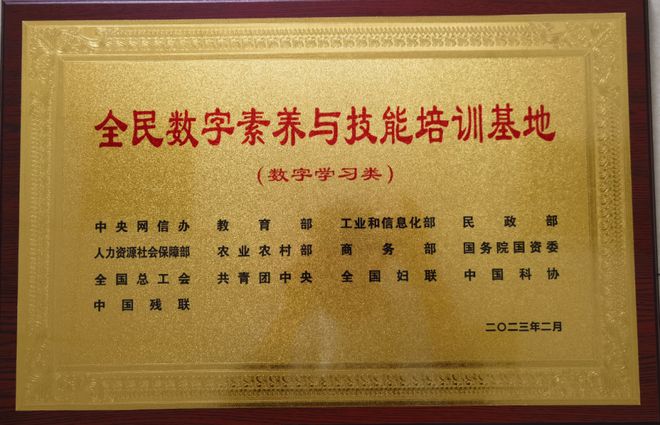 全民数字素养与技能培训基地
（数字学习类）
中央网信办 教育部 工业和信息化部 民政部
人力资源社会保障部 农业农村部 商务部 国务院国资委
全国总工会 共青团中央 全国妇联 中国科协
中国残联
二〇二三年二月